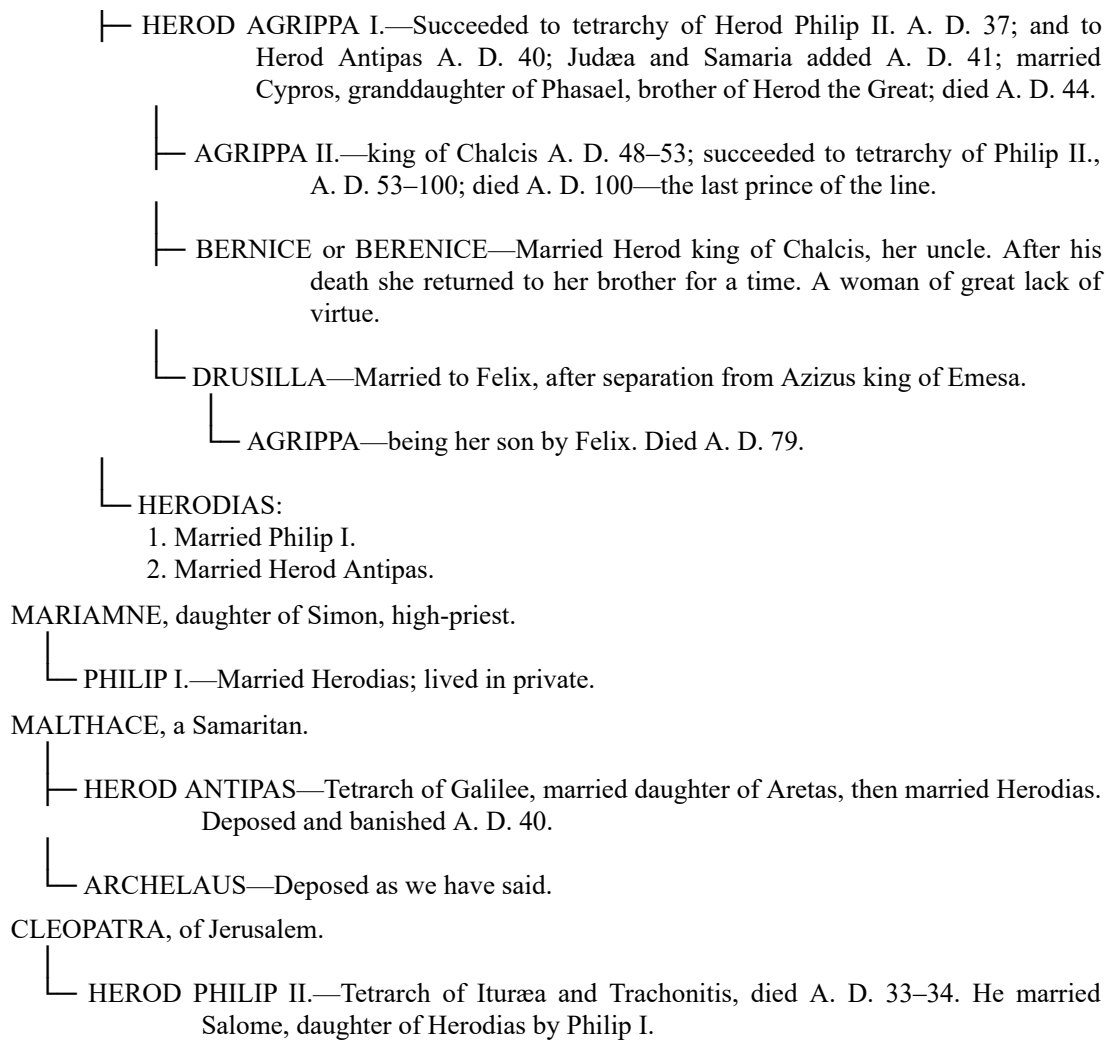 HEROD AGRIPPA I.—Succeeded to tetrarchy of Herod Philip II. A. D. 37; and to
Herod Antipas A. D. 40; Judæa and Samaria added A. D. 41; married
Cypros, granddaughter of Phasael, brother of Herod the Great; died A. D. 44.
AGRIPPA II.—king of Chalcis A. D. 48–53; succeeded to tetrarchy of Philip II.,
A. D. 53–100; died A. D. 100—the last prince of the line.
BERNICE or BERENICE—Married Herod king of Chalcis, her uncle. After his
death she returned to her brother for a time. A woman of great lack of
virtue.
DRUSILLA—Married to Felix, after separation from Azizus king of Emesa.
AGRIPPA—being her son by Felix. Died A. D. 79.
HERODIAS:
1. Married Philip I.
2. Married Herod Antipas.
MARIAMNE, daughter of Simon, high-priest.
PHILIP I.—Married Herodias; lived in private.
MALTHACE, a Samaritan.
HEROD ANTIPAS—Tetrarch of Galilee, married daughter of Aretas, then married Herodias.
Deposed and banished A. D. 40.
ARCHELAUS—Deposed as we have said.
CLEOPATRA, of Jerusalem.
HEROD PHILIP II.—Tetrarch of Ituræa and Trachonitis, died A. D. 33–34. He married
Salome, daughter of Herodias by Philip I.